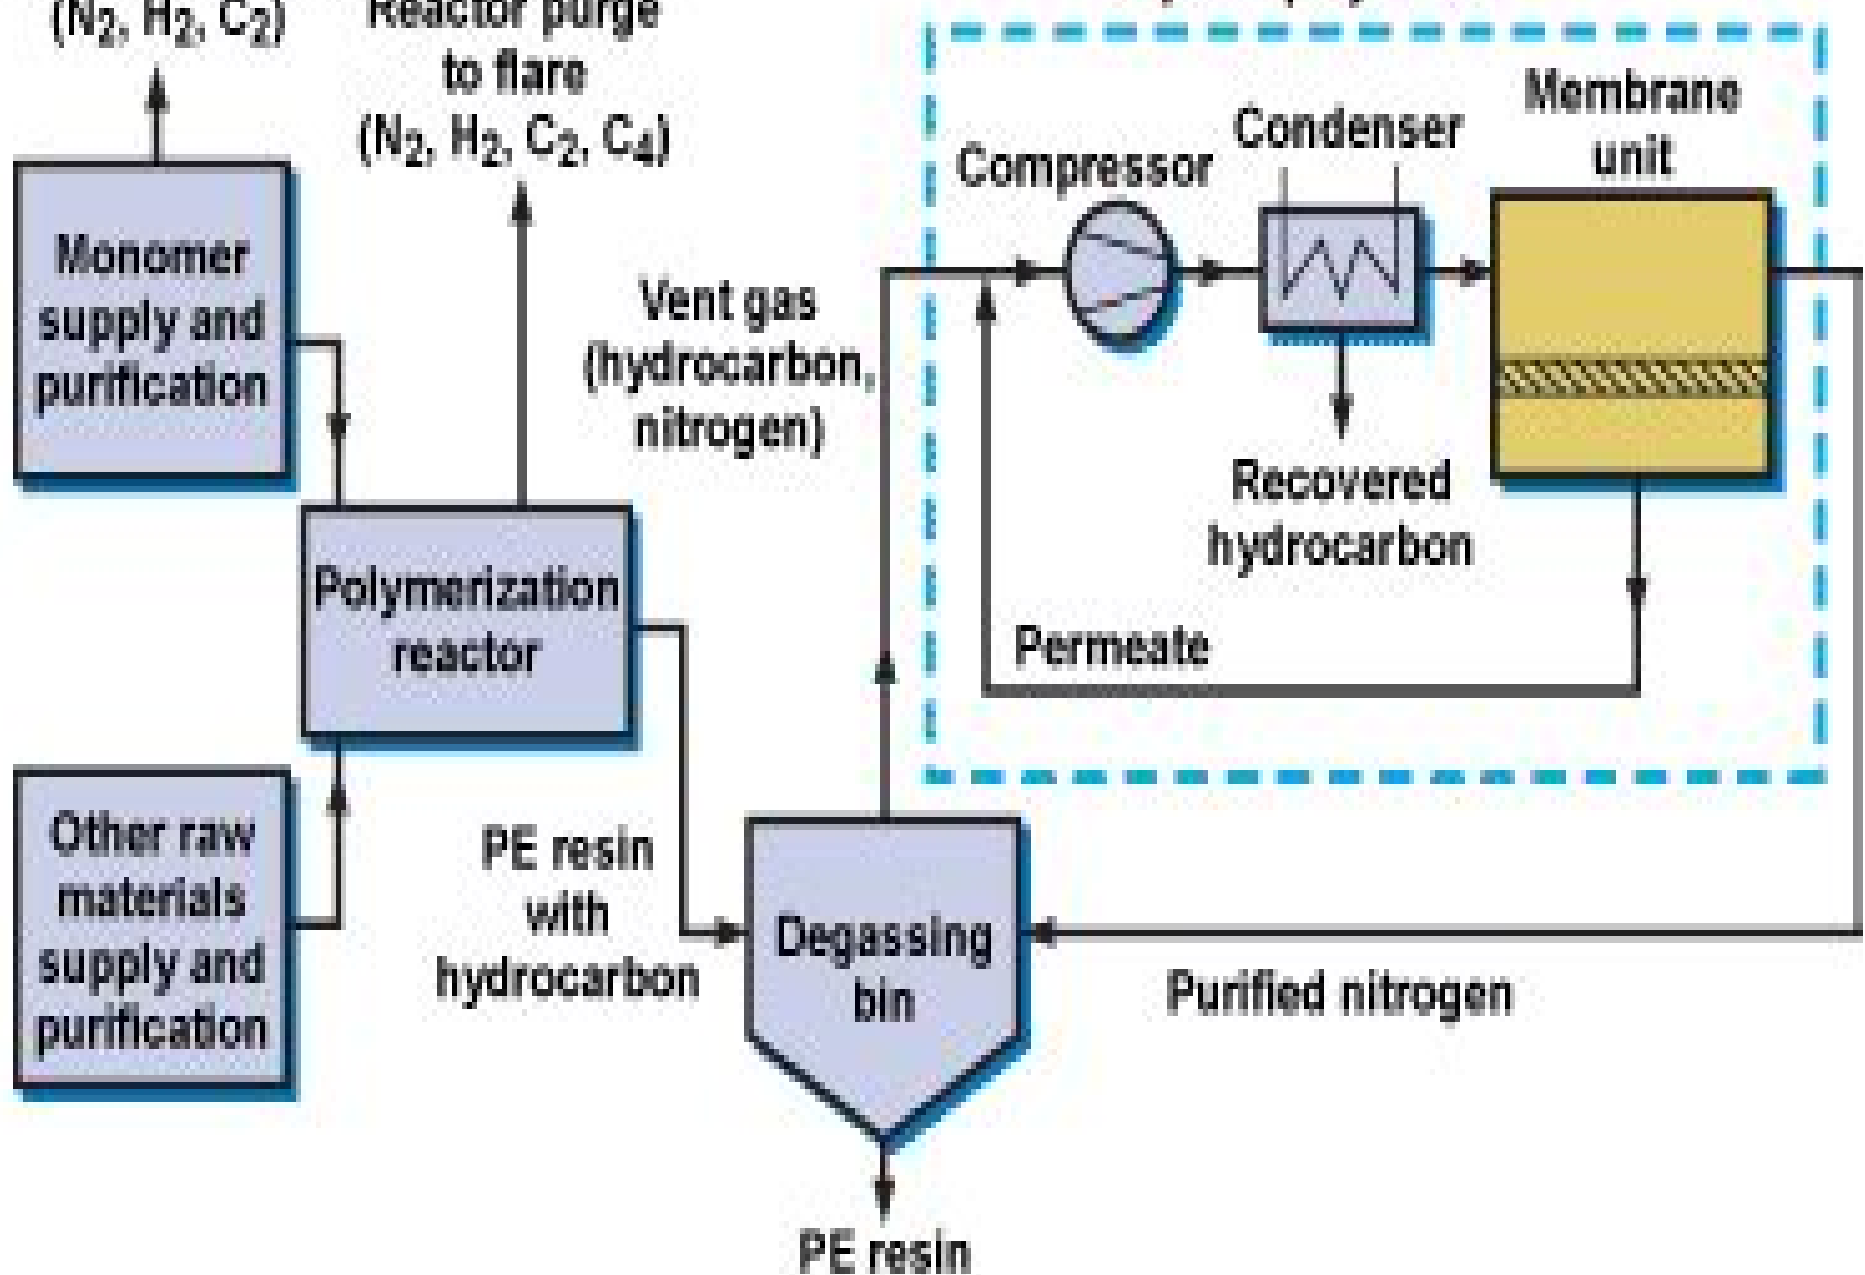 (N2, H2, C2)
Reactor purge
to flare
(N2, H2, C2, C4)
Monomer
supply and
purification
Vent gas
(hydrocarbon,
nitrogen)
Compressor
Condenser
Membrane
unit
Recovered
hydrocarbon
Permeate
Polymerization
reactor
Other raw
materials
supply and
purification
PE resin
with
hydrocarbon
Degassing
bin
Purified nitrogen
PE resin